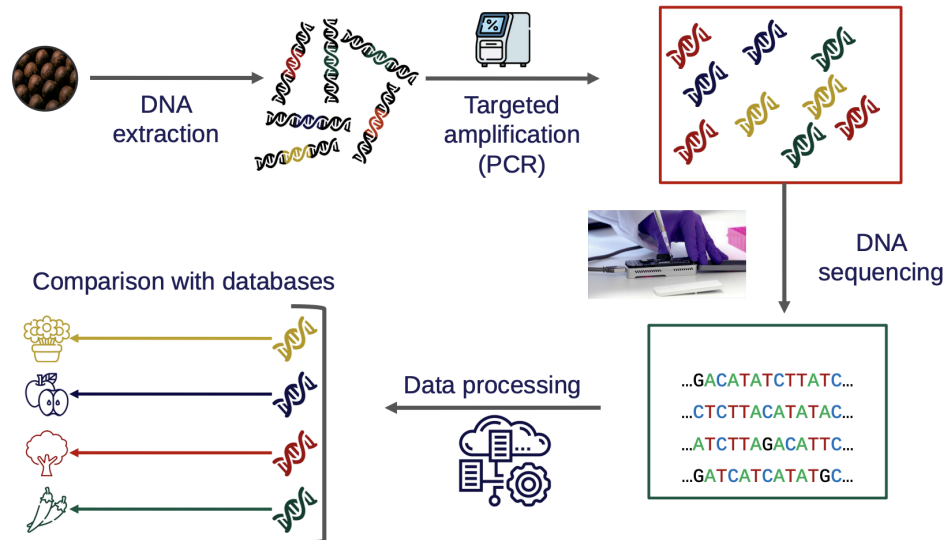 DNA
extraction
%
Targeted
amplification
(PCR)
DNA
sequencing
...GACATATCTTATC...
...CTCTTACATATAC...
...ATCTTAGACATTC...
...GATCATCATATGC...
Data processing
Comparison with databases